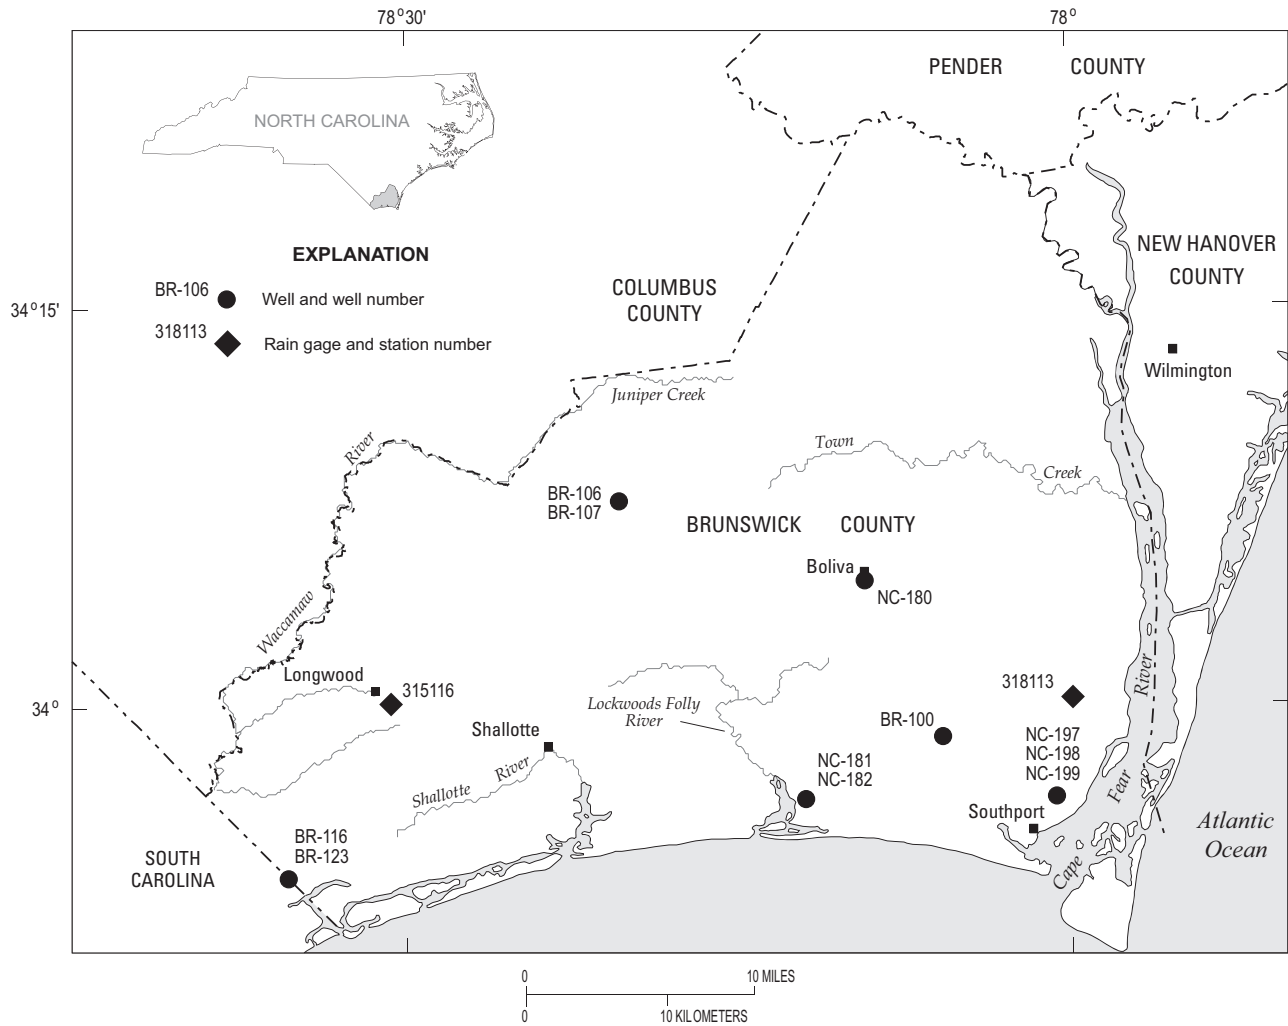 78°30'
78°
PENDER COUNTY
NORTH CAROLINA
NEW HANOVER
COUNTY
EXPLANATION
BR-106
Well and well number
318113
Rain gage and station number
COLUMBUS
COUNTY
34°15'
Wilmington
Juniper Creek
River
Town
Creek
BR-106
BR-107
BRUNSWICK COUNTY
Boliva
NC-180
Waccamaw
Longwood
315116
Lockwoods Folly
River
318113
River
34°
Shallotte
BR-100
NC-197
NC-198
NC-199
NC-181
NC-182
Shallotte River
Southport
Fear
Cape
Atlantic
Ocean
BR-116
BR-123
SOUTH
CAROLINA
0 10 MILES
0 10 KILOMETERS